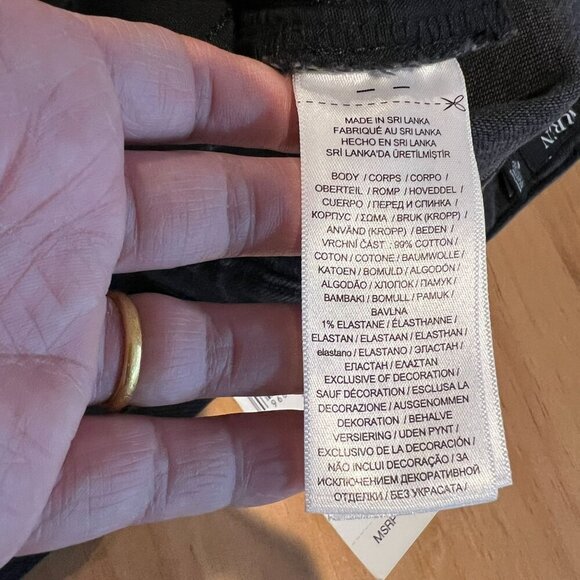 MADE IN SRI LANKA
FABRIQUÉ AU SRI LANKA
HECHO EN SRI LANKA
SRİ LANKA'DA ÜRETİLMİŞTİR
BODY / CORPS / CORPO /
OBERTEIL / ROMP / HOVEDDEL /
CUERPO / ПЕРЕД И СПИНКА /
КОРПУС / ΣΩΜΑ / BRUK (KROPP) /
ANVÄND (KROPP) / BEDEN /
VRCHNÍ ČÁST : 99% COTTON /
COTON / COTONE / BAUMWOLLE /
KATOEN / BOMULD / ALGODÓN /
ALGODÃO / ХЛОПОК / ПАМУК /
BAMBAKI / BOMULL / PAMUK /
BAVLNA
1% ELASTANE / ÉLASTHANNE /
ELASTAN / ELASTAAN / ELASTHAN /
elastano / ELASTANO / ЭЛАСТАН /
ЕЛАСТАН / ΕΛΑΣΤΑΝ
EXCLUSIVE OF DECORATION /
SAUF DÉCORATION / ESCLUSA LA
DECORAZIONE / AUSGENOMMEN
DEKORATION / BEHALVE
VERSIERING / UDEN PYNT /
EXCLUSIVO DE LA DECORACIÓN /
NÃO INCLUI DECORAÇÃO / ЗА
ИСКЛЮЧЕНИЕМ ДЕКОРАТИВНОЙ
ОТДЕЛКИ / БЕЗ УКРАСАТА /
MSRP